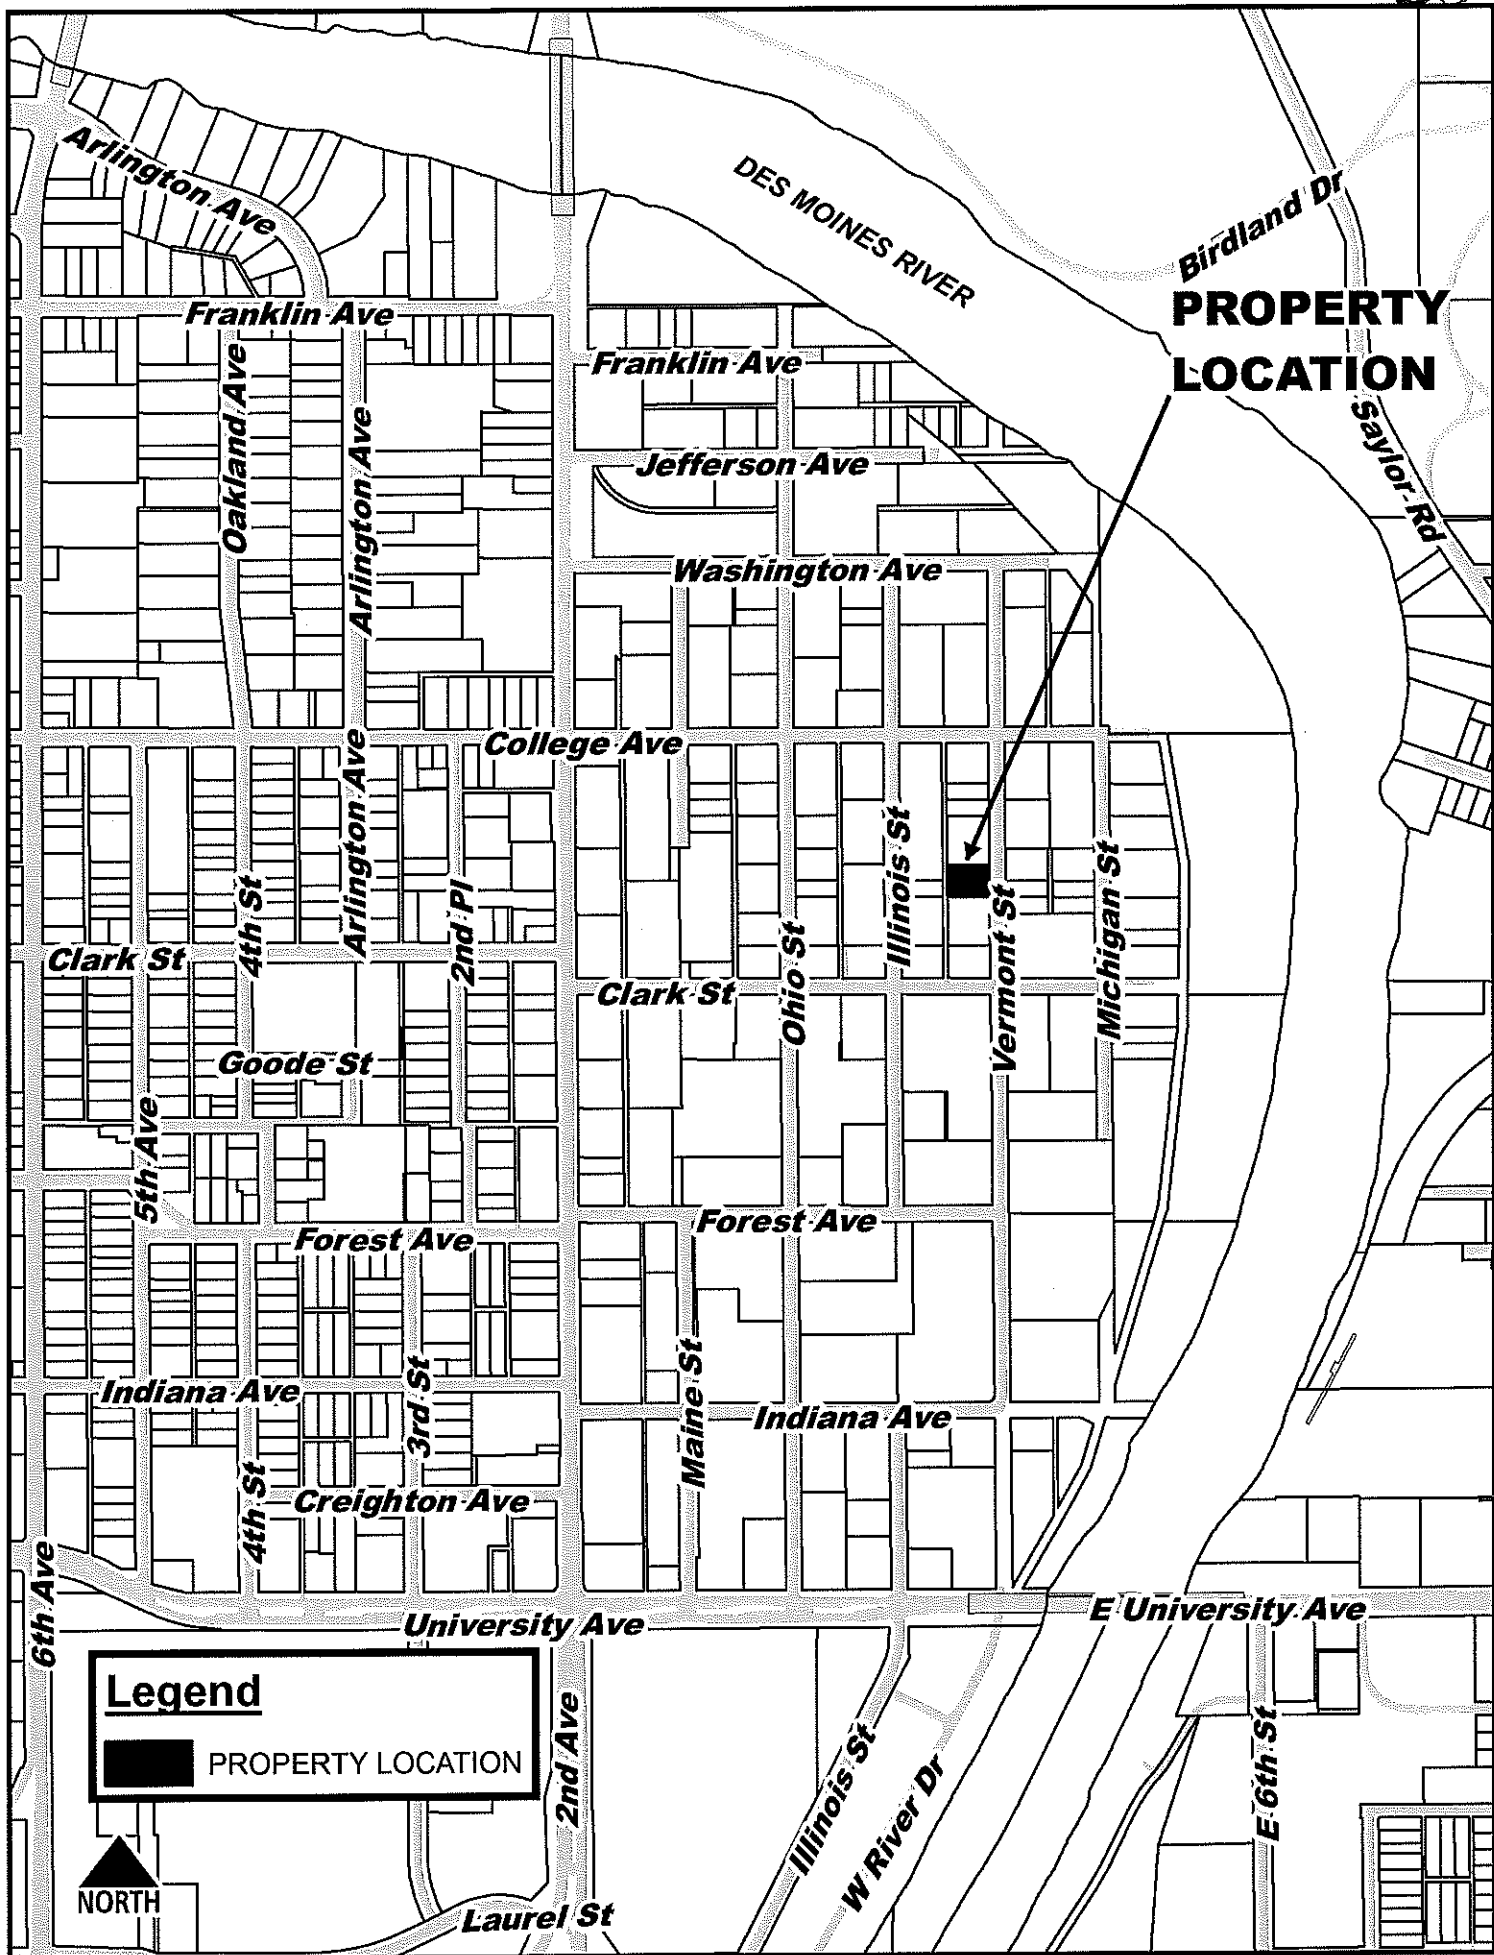 Arlington Ave
DES MOINES RIVER
Birdland Dr
PROPERTY
LOCATION
Franklin Ave
Franklin Ave
Oakland Ave
Arlington Ave
Saylor Rd
Jefferson Ave
Washington Ave
College Ave
Arlington Ave
Illinois St
4th St
2nd Pl
Vermont St
Michigan St
Clark St
Ohio St
Clark St
Goode St
5th Ave
Forest Ave
Forest Ave
Maine St
3rd St
Indiana Ave
Indiana Ave
4th St
Creighton Ave
6th Ave
University Ave
E University Ave
Legend
PROPERTY LOCATION
2nd Ave
Illinois St
W River Dr
E 6th St
NORTH
Laurel St